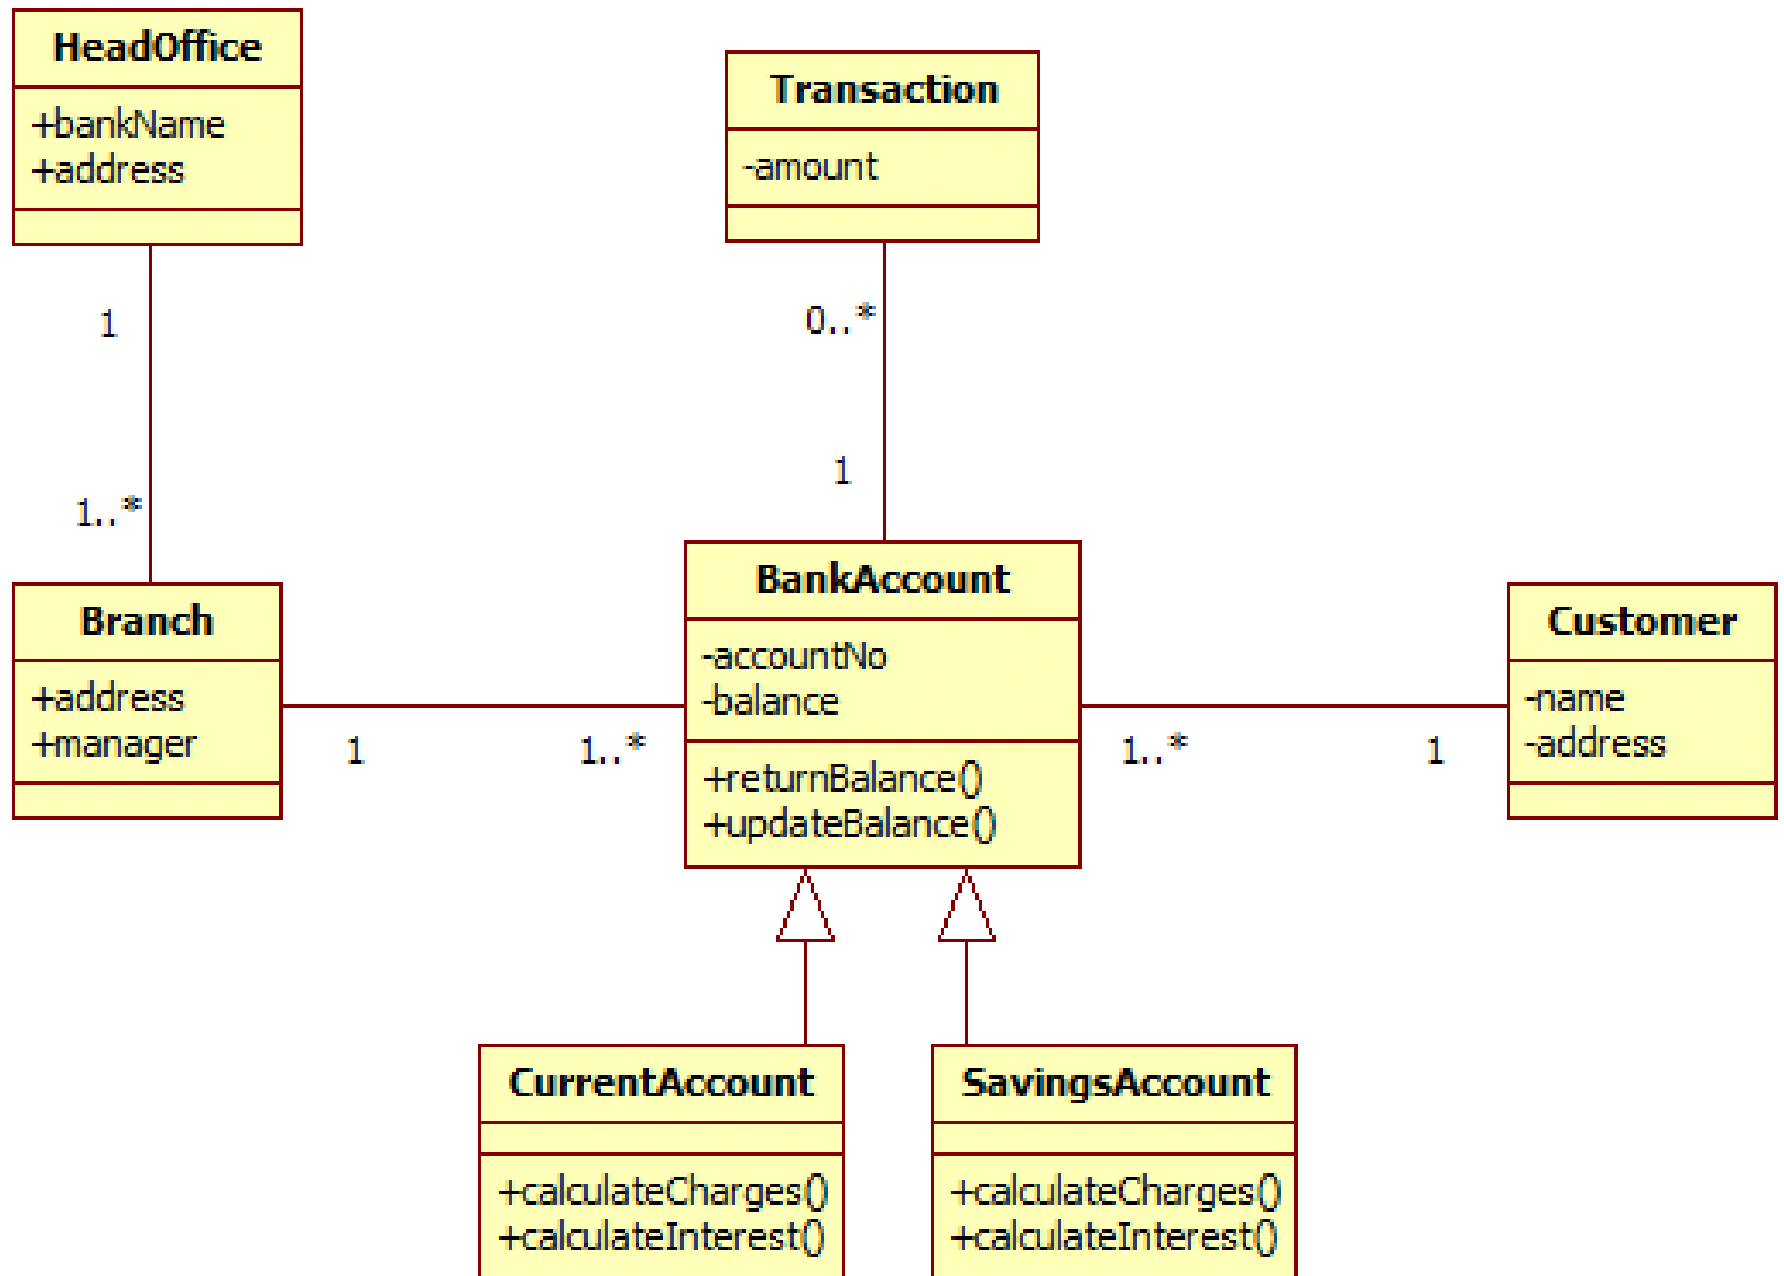 HeadOffice
+bankName
+address
Transaction
-amount
1
0..*
1..*
1
Branch
+address
+manager
BankAccount
-accountNo
-balance
+returnBalance()
+updateBalance()
Customer
-name
-address
1
1..*
1..*
1
CurrentAccount
+calculateCharges()
+calculateInterest()
SavingsAccount
+calculateCharges()
+calculateInterest()